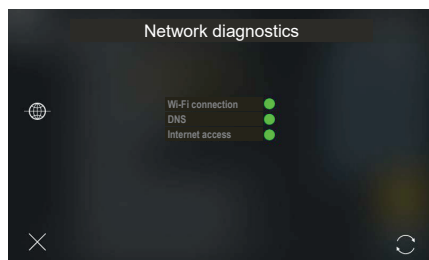 Network diagnostics
Wi-Fi connection
DNS
Internet access